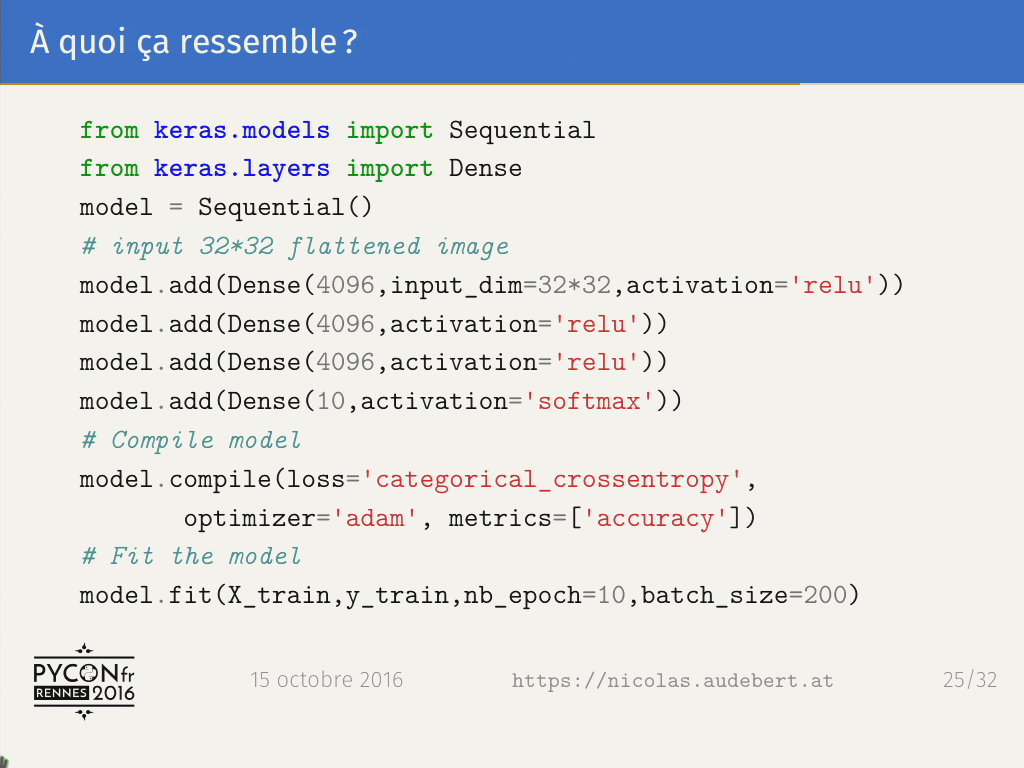 À quoi ça ressemble ?
from keras.models import Sequential
from keras.layers import Dense
model = Sequential()
# input 32*32 flattened image
model.add(Dense(4096,input_dim=32*32,activation='relu'))
model.add(Dense(4096,activation='relu'))
model.add(Dense(4096,activation='relu'))
model.add(Dense(10,activation='softmax'))
# Compile model
model.compile(loss='categorical_crossentropy',
optimizer='adam', metrics=['accuracy'])
# Fit the model
model.fit(X_train,y_train,nb_epoch=10,batch_size=200)
PYCONfr
RENNES 2016
15 octobre 2016
https://nicolas.audebert.at
25/32